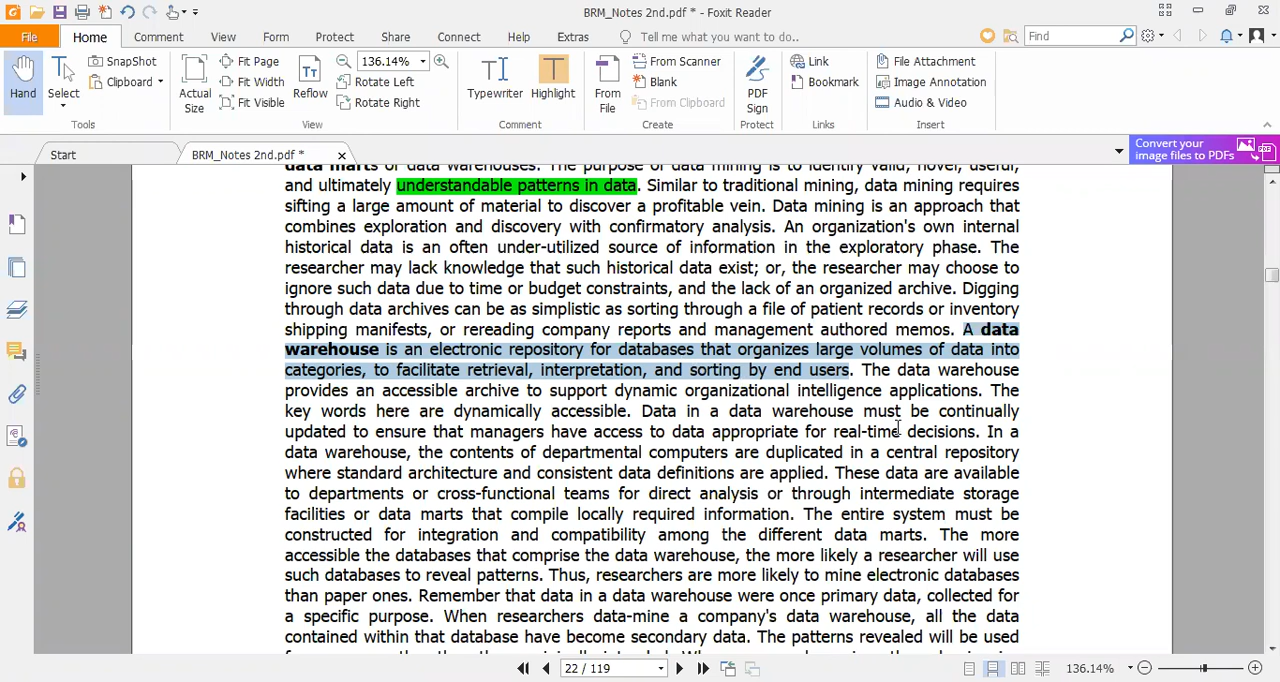 BRM_Notes 2nd.pdf * - Foxit Reader
File Home Comment View Form Protect Share Connect Help Extras Tell me what you want to do.. Find
Hand
Select
SnapShot
Clipboard
Tools
Actual Size
Fit Page
Fit Width
Fit Visible
Reflow
136.14%
Rotate Left
Rotate Right
View
Typewriter
Highlight
Comment
From File
From Scanner
Blank
From Clipboard
Create
PDF Sign
Protect
Link
Bookmark
Links
File Attachment
Image Annotation
Audio & Video
Insert
Start
BRM_Notes 2nd.pdf *
Convert your
image files to PDFs
data marts or data warehouses. The purpose of data mining is to identify valid, novel, useful,
and ultimately understandable patterns in data. Similar to traditional mining, data mining requires
sifting a large amount of material to discover a profitable vein. Data mining is an approach that
combines exploration and discovery with confirmatory analysis. An organization's own internal
historical data is an often under-utilized source of information in the exploratory phase. The
researcher may lack knowledge that such historical data exist; or, the researcher may choose to
ignore such data due to time or budget constraints, and the lack of an organized archive. Digging
through data archives can be as simplistic as sorting through a file of patient records or inventory
shipping manifests, or rereading company reports and management authored memos. A data
warehouse is an electronic repository for databases that organizes large volumes of data into
categories, to facilitate retrieval, interpretation, and sorting by end users. The data warehouse
provides an accessible archive to support dynamic organizational intelligence applications. The
key words here are dynamically accessible. Data in a data warehouse must be continually
updated to ensure that managers have access to data appropriate for real-time decisions. In a
data warehouse, the contents of departmental computers are duplicated in a central repository
where standard architecture and consistent data definitions are applied. These data are available
to departments or cross-functional teams for direct analysis or through intermediate storage
facilities or data marts that compile locally required information. The entire system must be
constructed for integration and compatibility among the different data marts. The more
accessible the databases that comprise the data warehouse, the more likely a researcher will use
such databases to reveal patterns. Thus, researchers are more likely to mine electronic databases
than paper ones. Remember that data in a data warehouse were once primary data, collected for
a specific purpose. When researchers data-mine a company's data warehouse, all the data
contained within that database have become secondary data. The patterns revealed will be used
22 / 119
136.14%